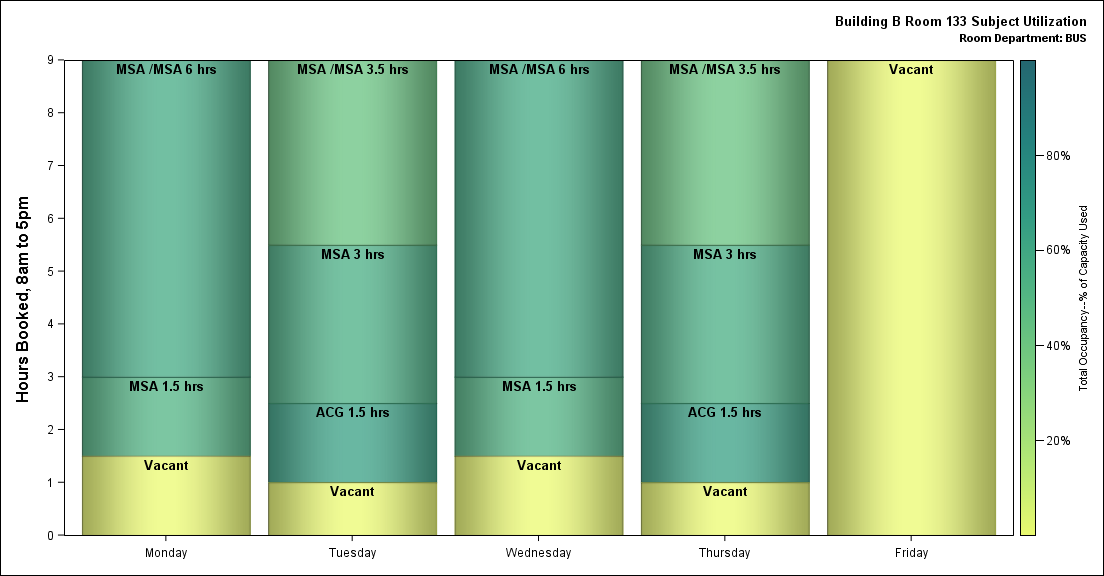 Building B Room 133 Subject Utilization
Room Department: BUS
Hours Booked, 8am to 5pm
9
8
7
6
5
4
3
2
1
0
MSA /MSA 6 hrs
MSA 1.5 hrs
Vacant
MSA /MSA 3.5 hrs
MSA 3 hrs
ACG 1.5 hrs
Vacant
MSA /MSA 6 hrs
MSA 1.5 hrs
Vacant
MSA /MSA 3.5 hrs
MSA 3 hrs
ACG 1.5 hrs
Vacant
Vacant
Monday
Tuesday
Wednesday
Thursday
Friday
80%
60%
40%
20%
Total Occupancy--% of Capacity Used